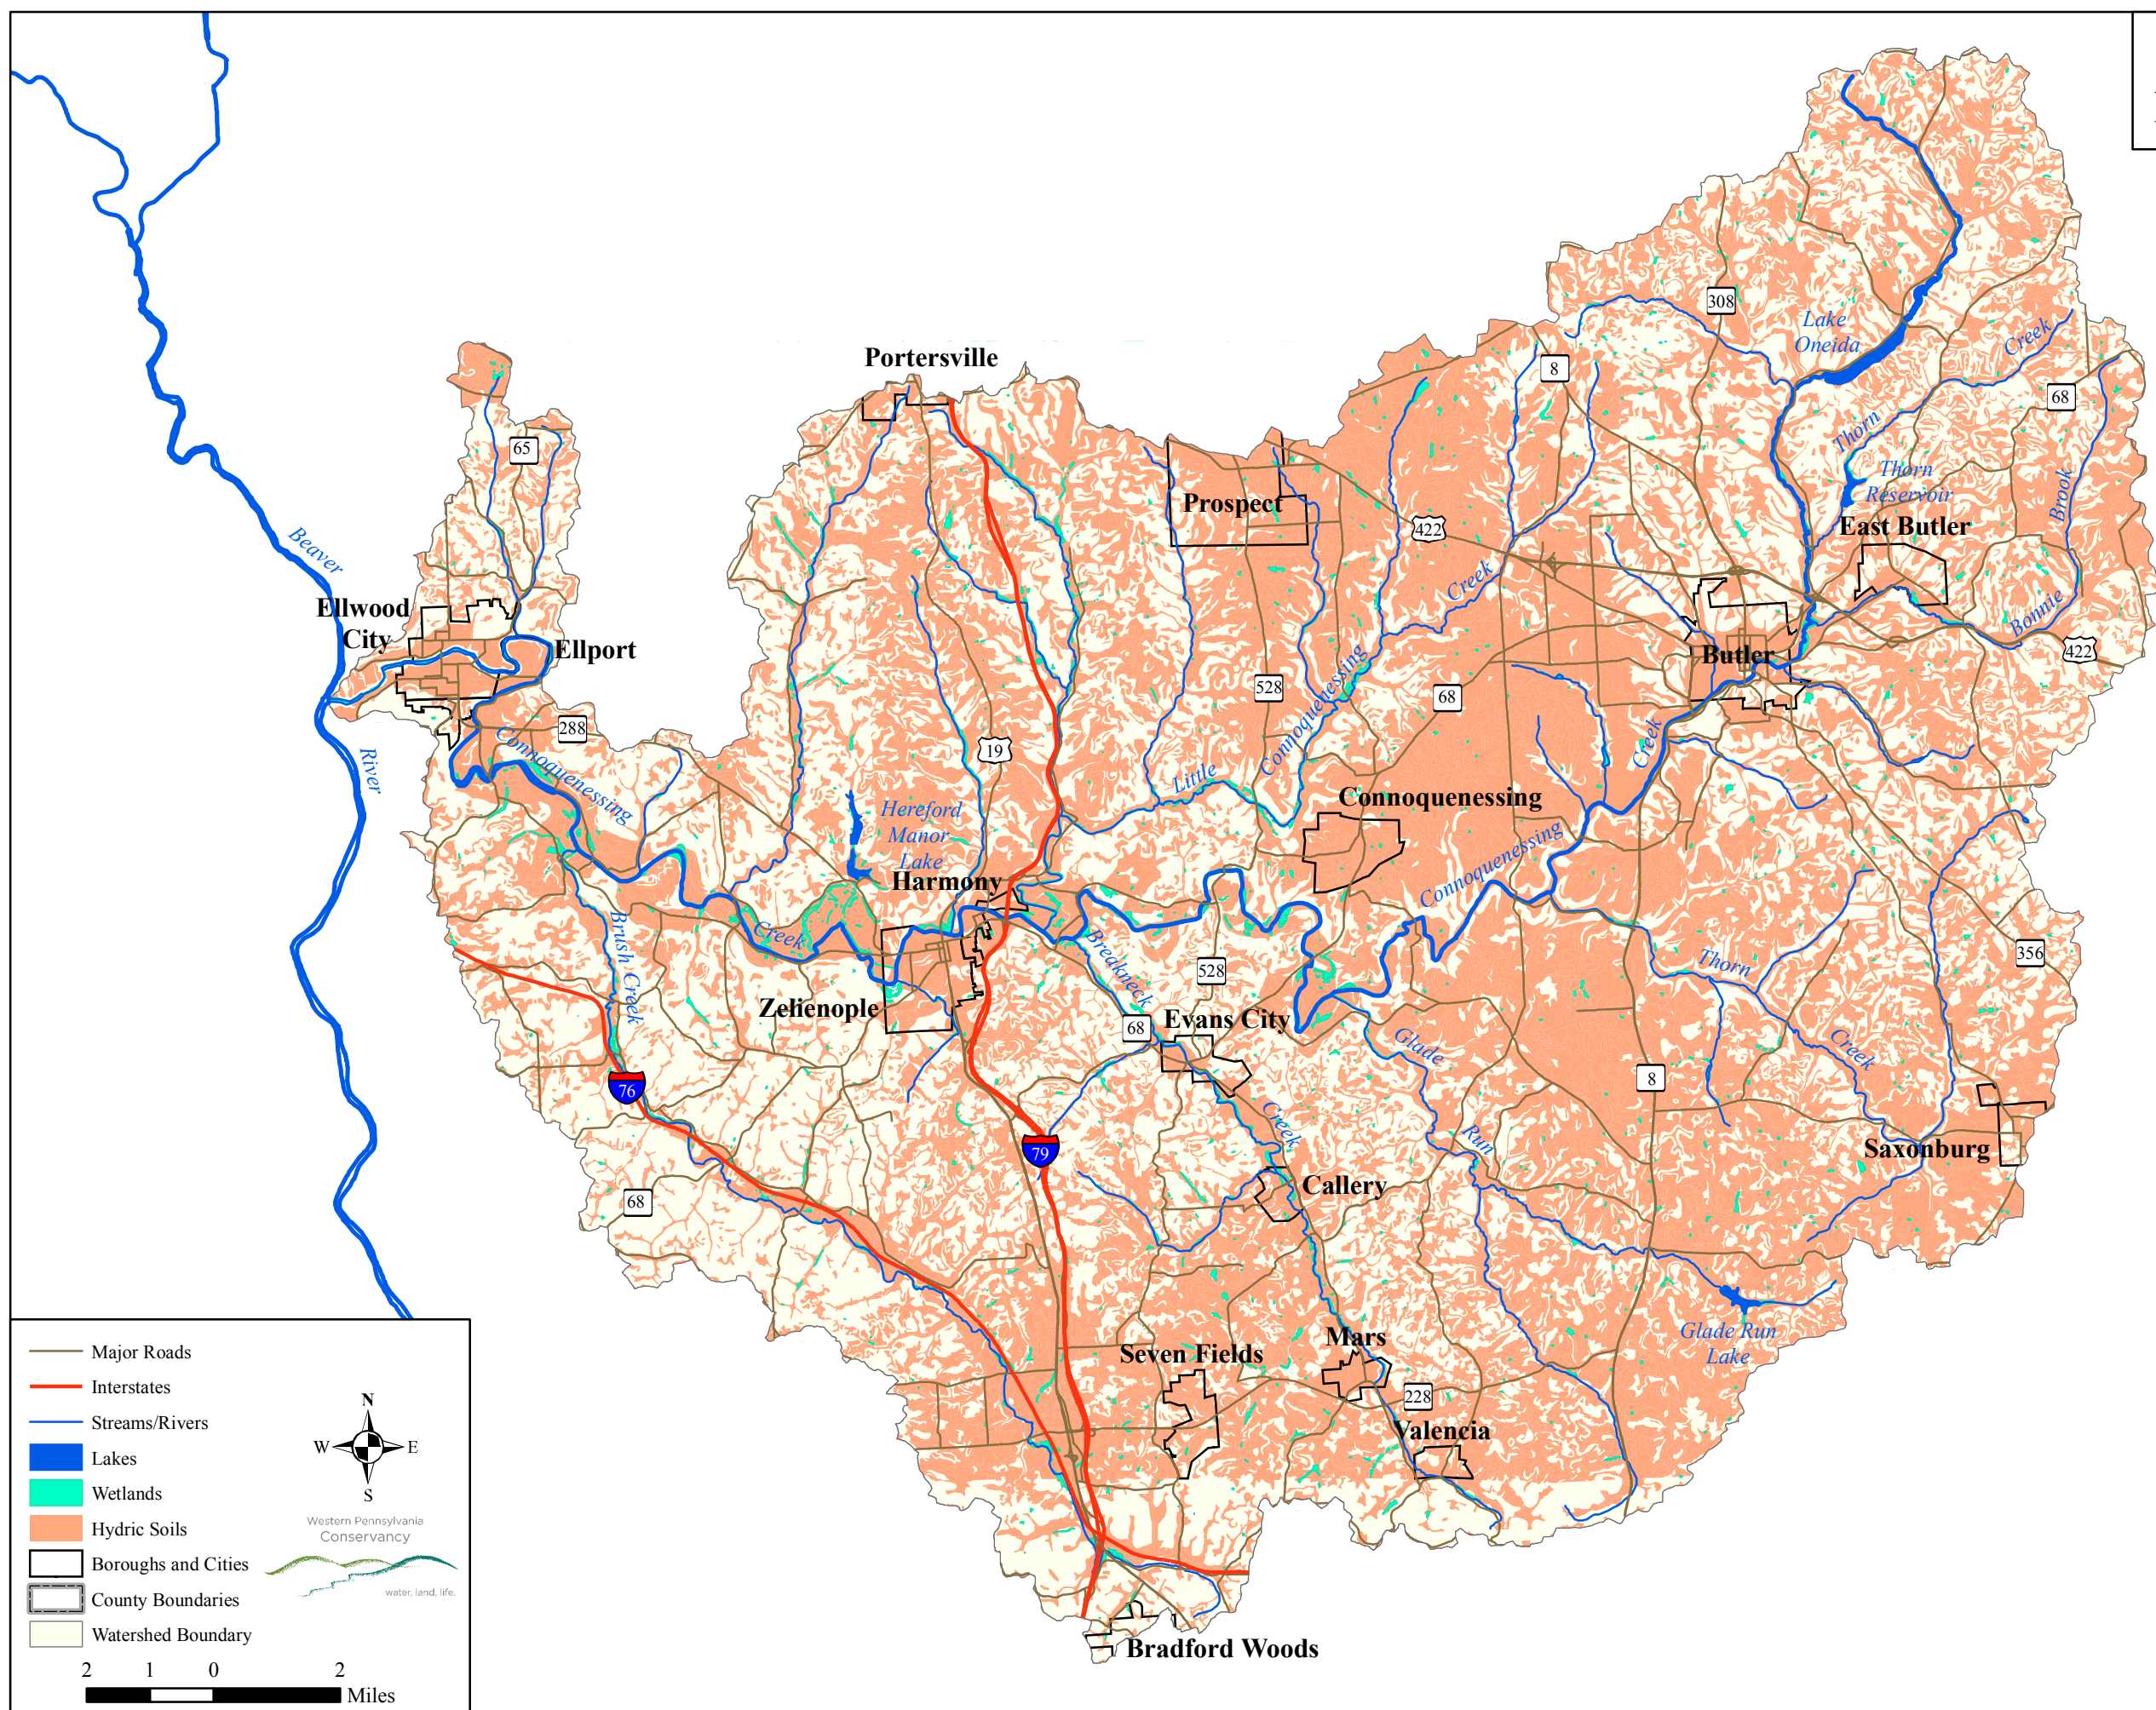 Portersville
308
Lake
Oneida
Creek
8
68
Thorn
65
Thorn
Reservoir
Brook
Prospect
422
East Butler
Beaver
Creek
Ellwood
City
Bonnie
Ellport
Butler
422
528
68
Connoquenessing
288
19
Creek
River
Connoquenessing
Little
Connoquenessing
Hereford
Manor
Lake
Harmony
Connoquenessing
Brush Creek
Creek
Breakneck
528
Thorn
356
Zelienople
68
Evans City
Glade
Creek
76
8
Creek
Run
79
Saxonburg
Callery
68
Glade Run
Lake
Mars
Seven Fields
228
Valencia
Bradford Woods
Major Roads
Interstates
Streams/Rivers
Lakes
Wetlands
Hydric Soils
Boroughs and Cities
County Boundaries
Watershed Boundary
N
W
E
S
Western Pennsylvania
Conservancy
water, land, life.
2 1 0 2
Miles